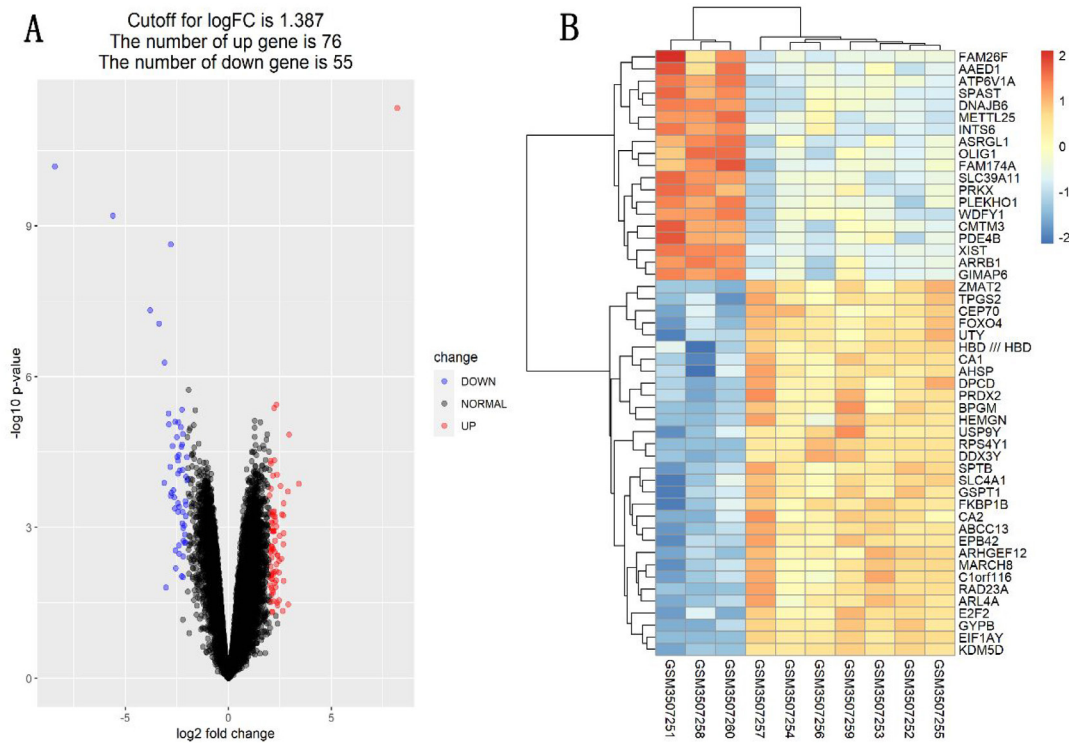 A
Cutoff for logFC is 1.387
The number of up gene is 76
The number of down gene is 55
-log10 p-value
9
6
3
0
-5
0
5
log2 fold change
change
DOWN
NORMAL
UP
B
FAM26F
AAED1
ATP6V1A
SPAST
DNAJB6
METTL25
INTS6
ASRGL1
OLIG1
FAM174A
SLC39A11
PRKX
PLEKHO1
WDFY1
CMTM3
PDE4B
XIST
ARRB1
GIMAP6
ZMAT2
TPGS2
CEP70
FOXO4
UTY
HBD /// HBD
CA1
AHSP
DPCD
PRDX2
BPGM
HEMGN
USP9Y
RPS4Y1
DDX3Y
SPTB
SLC4A1
GSPT1
FKBP1B
CA2
ABCC13
EPB42
ARHGEF12
MARCH8
C1orf116
RAD23A
ARL4A
E2F2
GYPB
EIF1AY
KDM5D
GSM3507251
GSM3507258
GSM3507260
GSM3507257
GSM3507254
GSM3507256
GSM3507259
GSM3507253
GSM3507252
GSM3507255
2
1
0
-1
-2